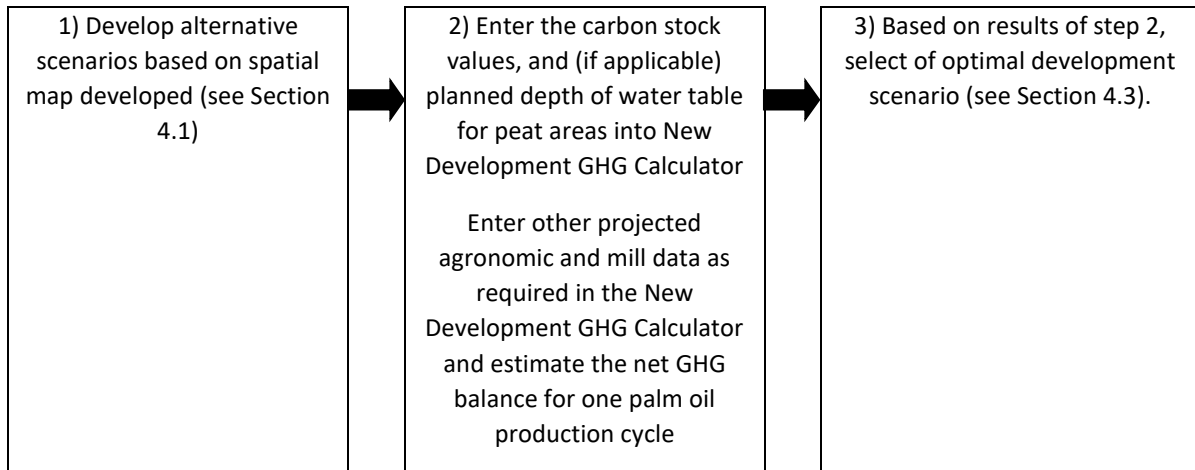 1) Develop alternative
scenarios based on spatial
map developed (see Section
4.1)
2) Enter the carbon stock
values, and (if applicable)
planned depth of water table
for peat areas into New
Development GHG Calculator
Enter other projected
agronomic and mill data as
required in the New
Development GHG Calculator
and estimate the net GHG
balance for one palm oil
production cycle
3) Based on results of step 2,
select of optimal development
scenario (see Section 4.3).